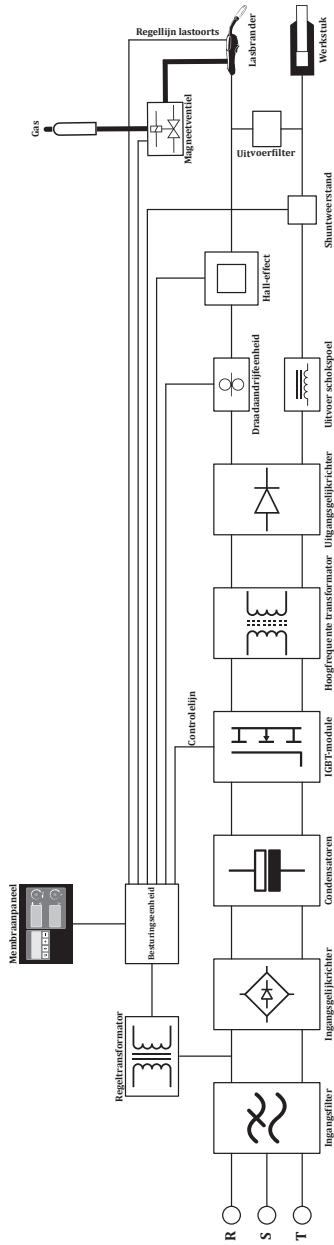 Regellijn lastoorts
Lasbrander
Werkstuk
Gas
Magneetventiel
Uitvoerfilter
Shuntweerstand
Hall-effect
Draadaandrijfeenheid
Uitvoer schokspoel
Uitgangsgelijkrichter
Hoogfrequente transformator
Controlelijn
IGBT-module
Membraanpaneel
Besturingseenheid
Condensatoren
Regeltransformator
Ingangsgelijkrichter
Ingangsfilter
R
S
T